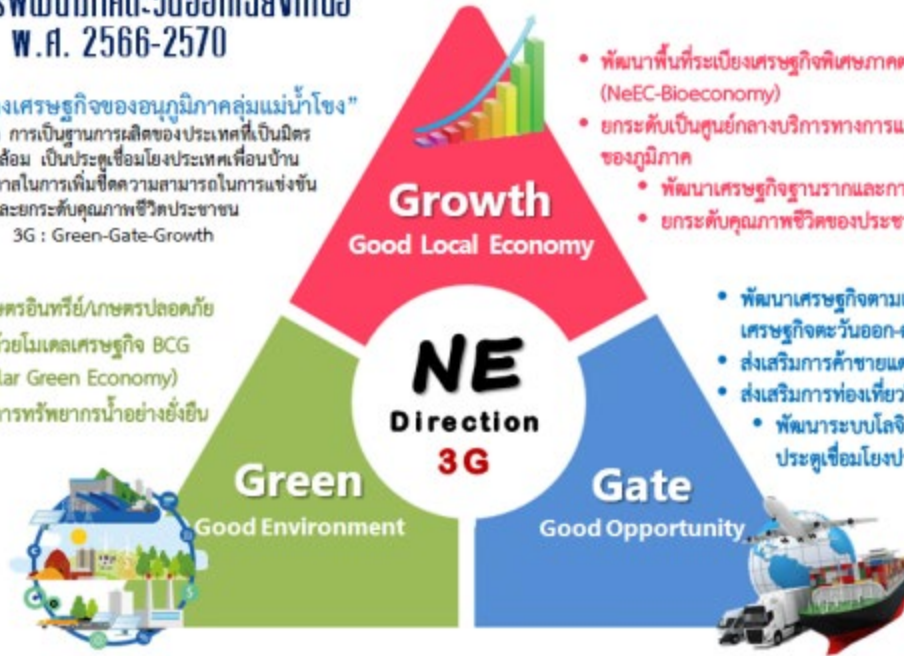 พัฒนาภาคตะวันออกเฉียงเหนือ
พ.ศ. 2566-2570
เศรษฐกิจของอนุภูมิภาคลุ่มแม่น้ำโขง”
การเป็นฐานการผลิตของประเทศที่เป็นมิตร
ล้อม เป็นประตูเชื่อมโยงประเทศเพื่อนบ้าน
ในการเพิ่มขีดความสามารถในการแข่งขัน
และยกระดับคุณภาพชีวิตประชาชน
3G : Green-Gate-Growth
Growth
Good Local Economy
• พัฒนาพื้นที่ระเบียงเศรษฐกิจพิเศษภาค
(NeEC-Bioeconomy)
• ยกระดับเป็นศูนย์กลางบริการทางการ
ของภูมิภาค
• พัฒนาเศรษฐกิจฐานรากและ
• ยกระดับคุณภาพชีวิตของ
เกษตรอินทรีย์/เกษตรปลอดภัย
ด้วยโมเดลเศรษฐกิจ BCG
Green Economy)
ทรัพยากรน้ำอย่างยั่งยืน
NE
Direction
3G
• พัฒนาเศรษฐกิจตาม
เศรษฐกิจตะวันออก-
• ส่งเสริมการค้าชาย
• ส่งเสริมการท่องเที่ยว
• พัฒนาระบบ
ประตูเชื่อมโยง
Green
Good Environment
Gate
Good Opportunity